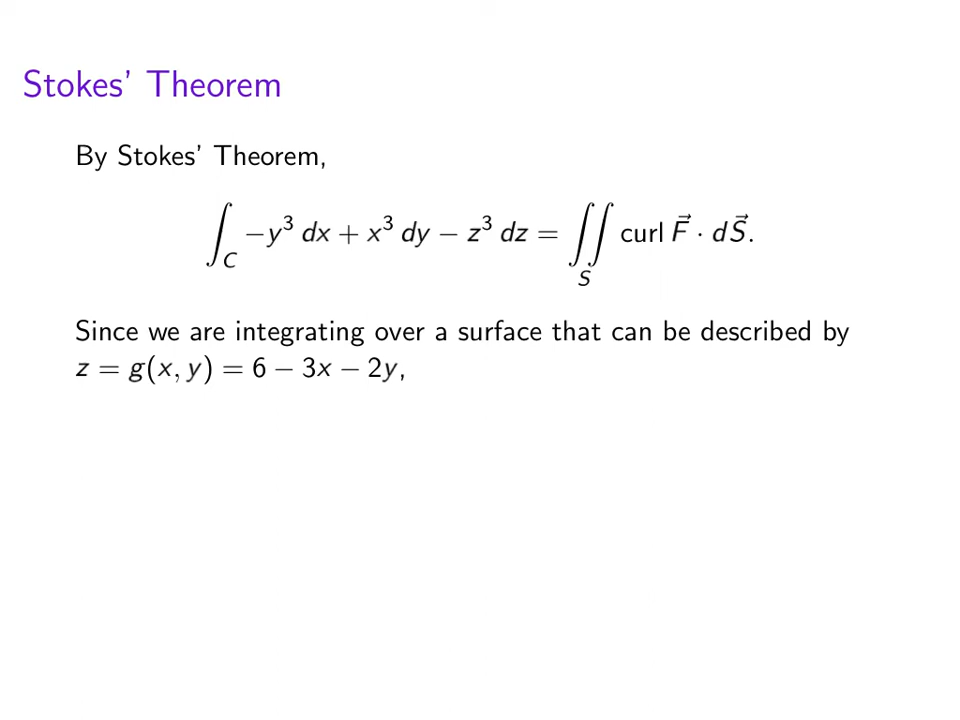 Stokes' Theorem
By Stokes' Theorem,
∫_C −y³ dx + x³ dy − z³ dz = ∬_S curl F⃗ · dS⃗.
Since we are integrating over a surface that can be described by
z = g(x, y) = 6 − 3x − 2y,